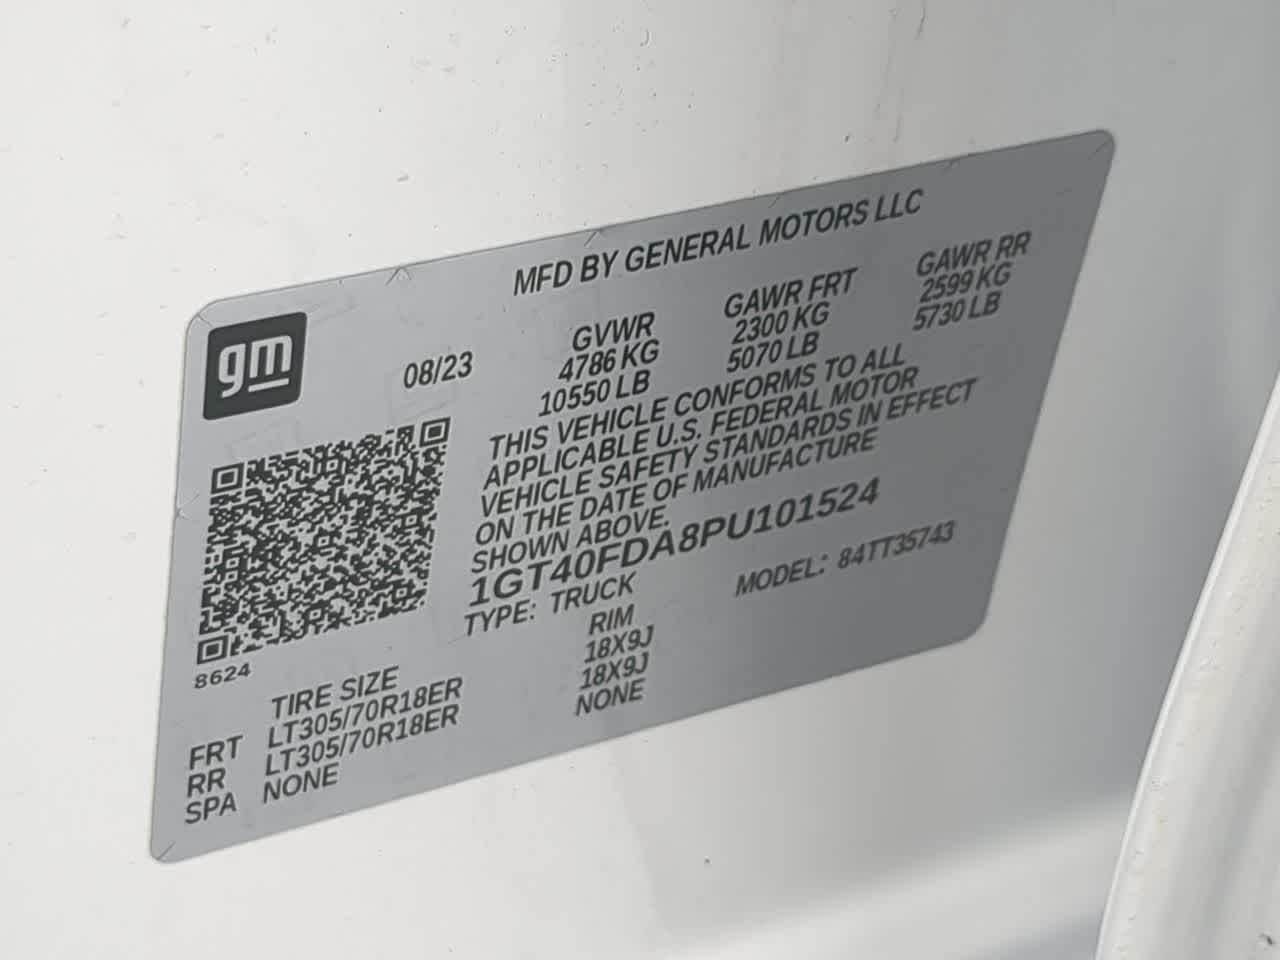 MFD BY GENERAL MOTORS LLC
gm
08/23
GVWR GAWR FRT GAWR RR
4786 KG 2300 KG 2599 KG
10550 LB 5070 LB 5730 LB
THIS VEHICLE CONFORMS TO ALL
APPLICABLE U.S. FEDERAL MOTOR
VEHICLE SAFETY STANDARDS IN EFFECT
ON THE DATE OF MANUFACTURE
SHOWN ABOVE.
1GT40FDA8PU101524
TYPE: TRUCK MODEL: 84TT35743
8624
TIRE SIZE RIM
FRT LT305/70R18ER 18X9J
RR LT305/70R18ER 18X9J
SPA NONE NONE